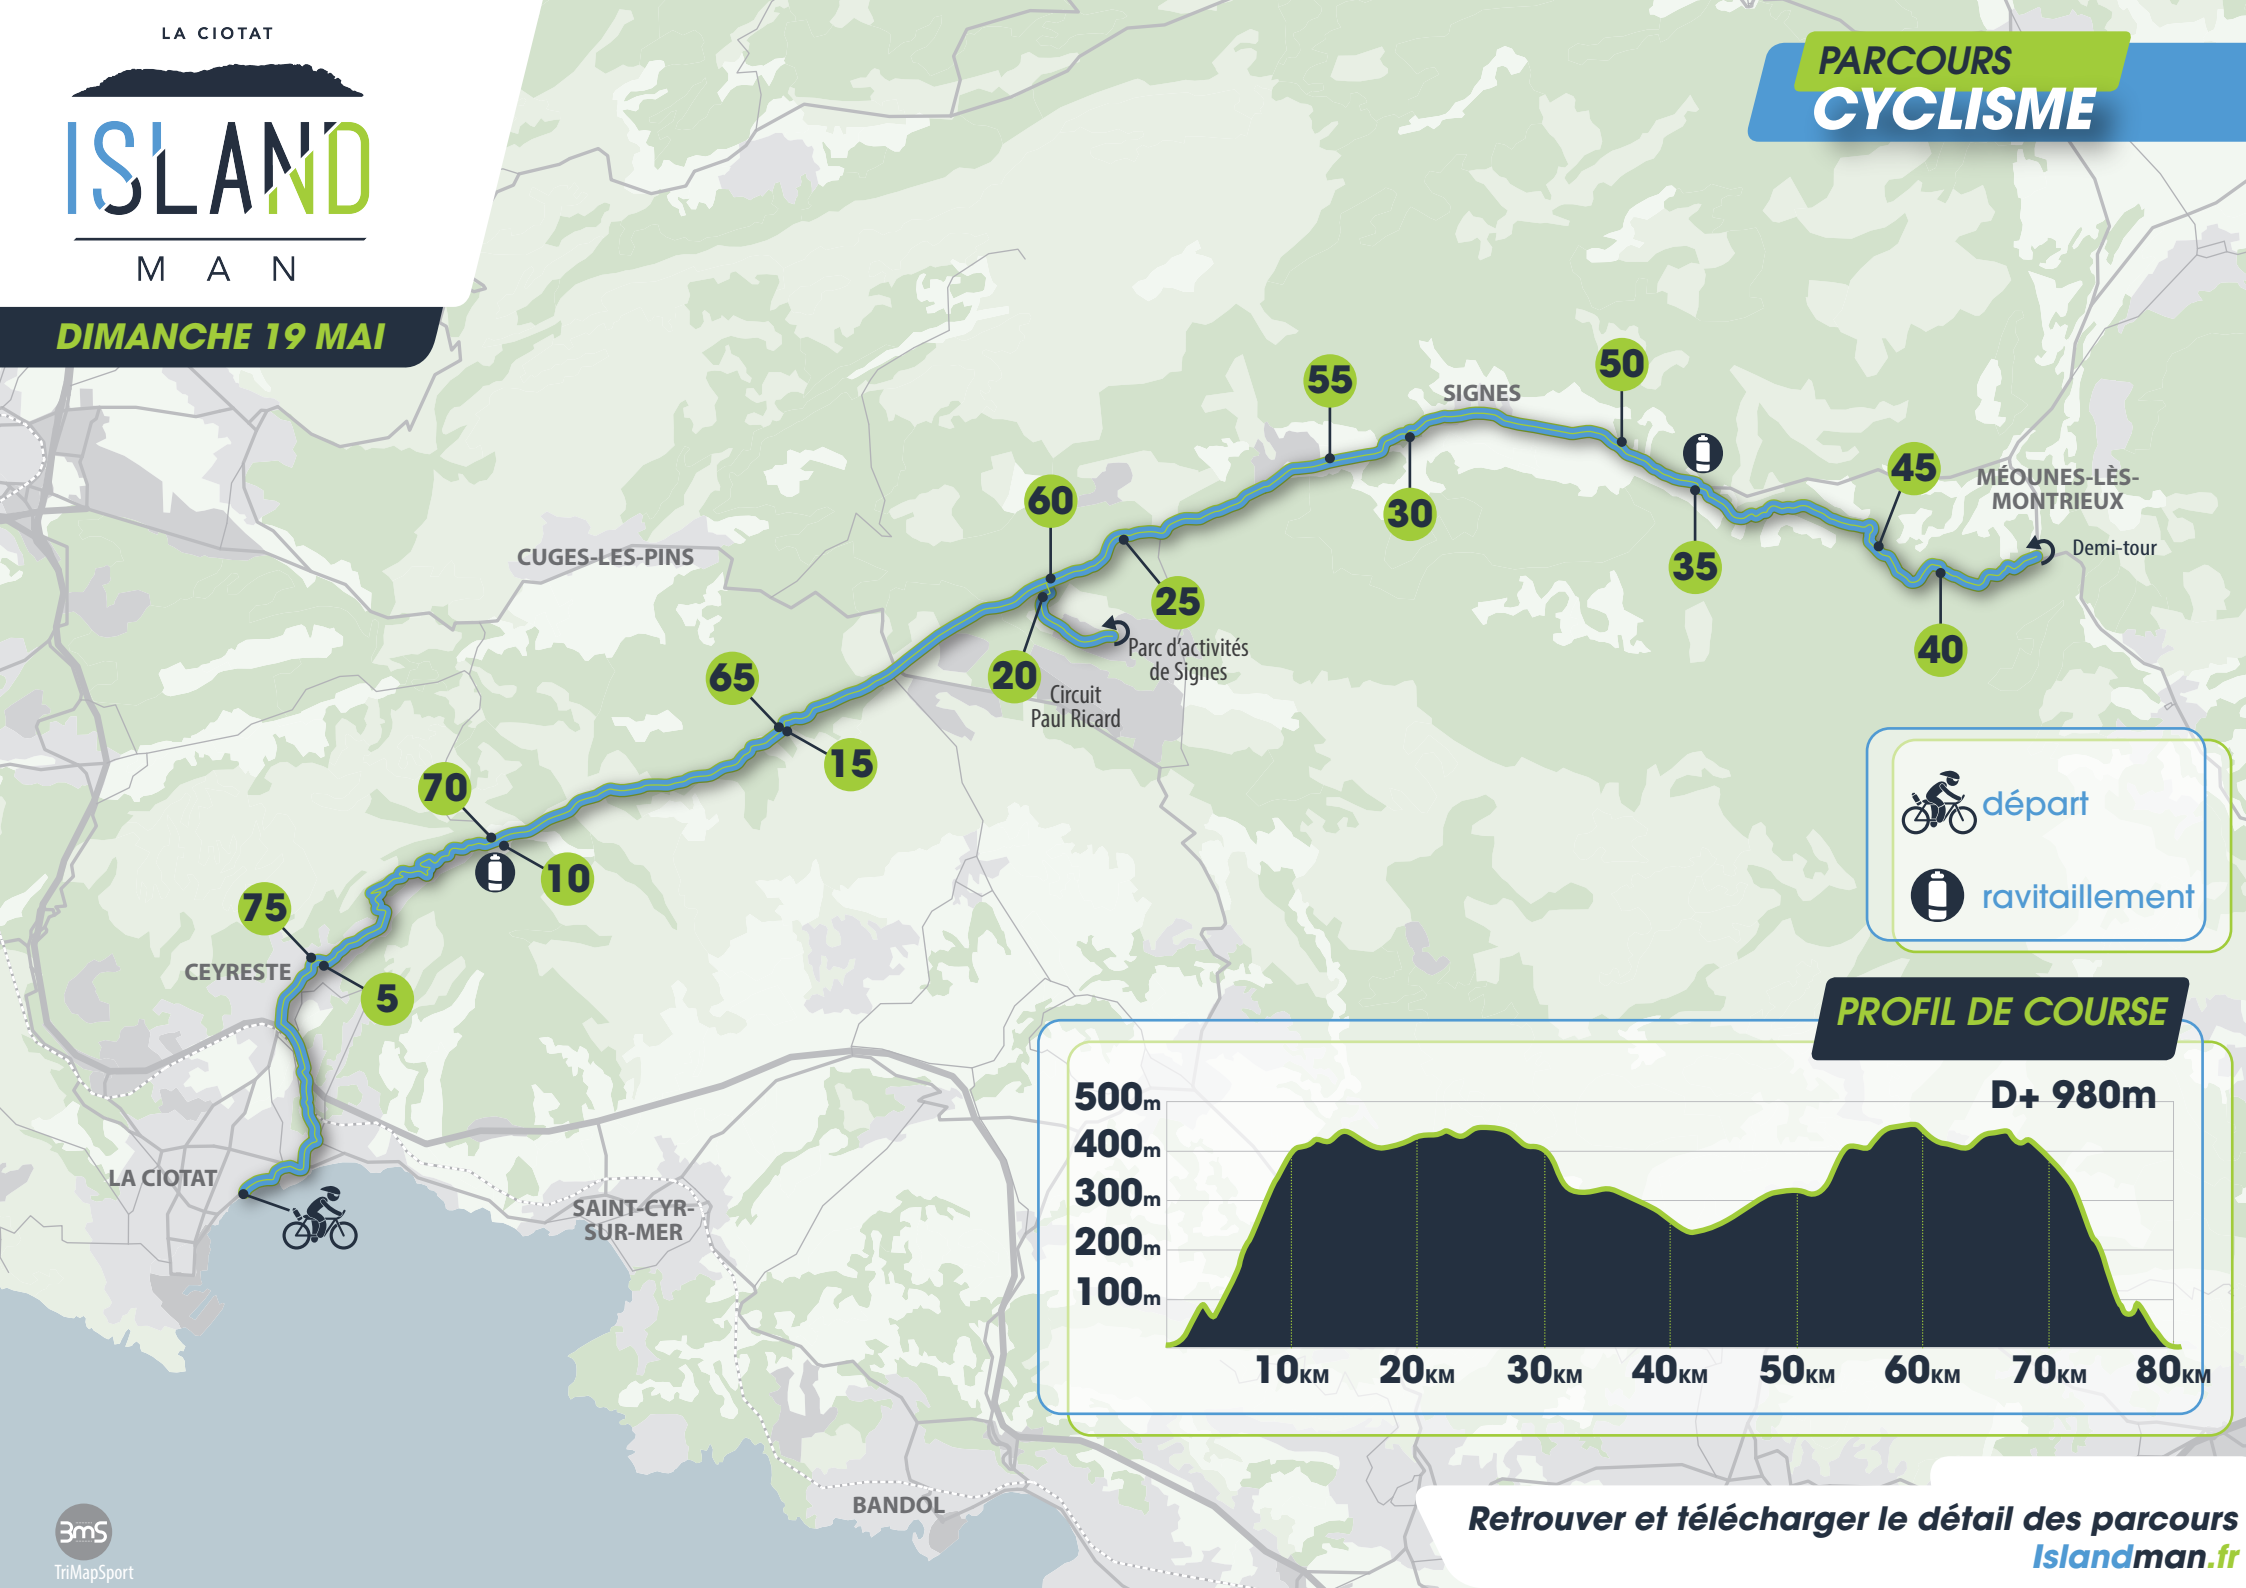 LA CIOTAT
ISLAND
MAN
DIMANCHE 19 MAI
PARCOURS
CYCLISME
55
50
SIGNES
45
MÉOUNES-LÈS-
MONTRIEUX
Demi-tour
60
30
35
CUGES-LES-PINS
25
40
Parc d'activités
de Signes
20
Circuit
Paul Ricard
65
15
70
10
75
CEYRESTE
5
LA CIOTAT
SAINT-CYR-
SUR-MER
BANDOL
départ
ravitaillement
PROFIL DE COURSE
D+ 980m
500m
400m
300m
200m
100m
10KM 20KM 30KM 40KM 50KM 60KM 70KM 80KM
3mS
TriMapSport
Retrouver et télécharger le détail des parcours
Islandman.fr